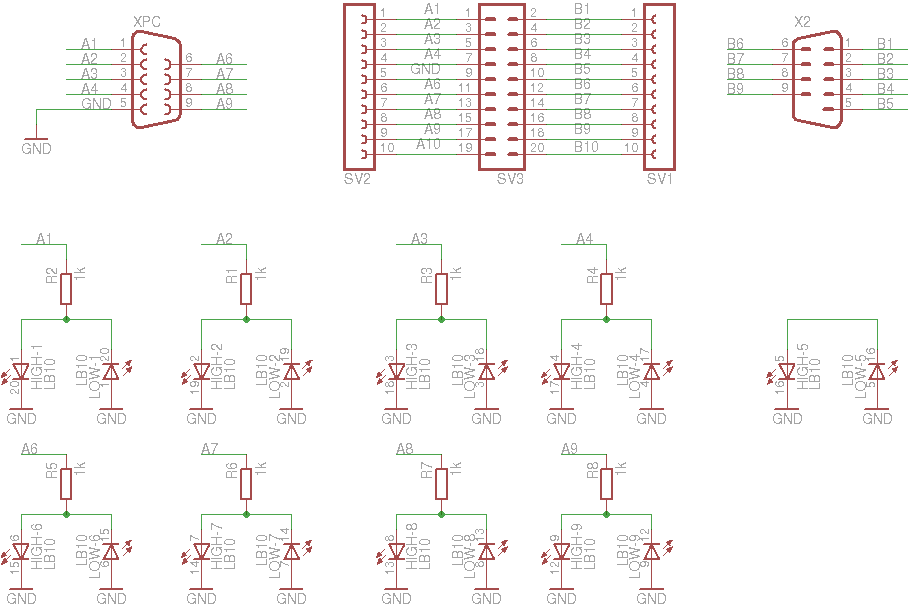 XPC
A1 1
A2 2
A3 3
A4 4
GND 5
6 A6
7 A7
8 A8
9 A9
GND
1 A1 1 2 B1 1
2 A2 3 4 B2 2
3 A3 5 6 B3 3
4 A4 7 8 B4 4
5 GND 9 10 B5 5
6 A6 11 12 B6 6
7 A7 13 14 B7 7
8 A8 15 16 B8 8
9 A9 17 18 B9 9
10 A10 19 20 B10 10
SV2 SV3 SV1
X2
B6 6
B7 7
B8 8
B9 9
1 B1
2 B2
3 B3
4 B4
5 B5
A1
R2 1k
1 20 HIGH-1 LB10
LB10 LOW-1 20 1
GND GND
A2
R1 1k
2 19 HIGH-2 LB10
LB10 LOW-2 19 2
GND GND
A3
R3 1k
3 18 HIGH-3 LB10
LB10 LOW-3 18 3
GND GND
A4
R4 1k
4 17 HIGH-4 LB10
LB10 LOW-4 17 4
GND GND
5 16 HIGH-5 LB10
LB10 LOW-5 16 5
GND GND
A6
R5 1k
6 15 HIGH-6 LB10
LB10 LOW-6 15 6
GND GND
A7
R6 1k
7 14 HIGH-7 LB10
LB10 LOW-7 14 7
GND GND
A8
R7 1k
8 13 HIGH-8 LB10
LB10 LOW-8 13 8
GND GND
A9
R8 1k
9 12 HIGH-9 LB10
LB10 LOW-9 12 9
GND GND